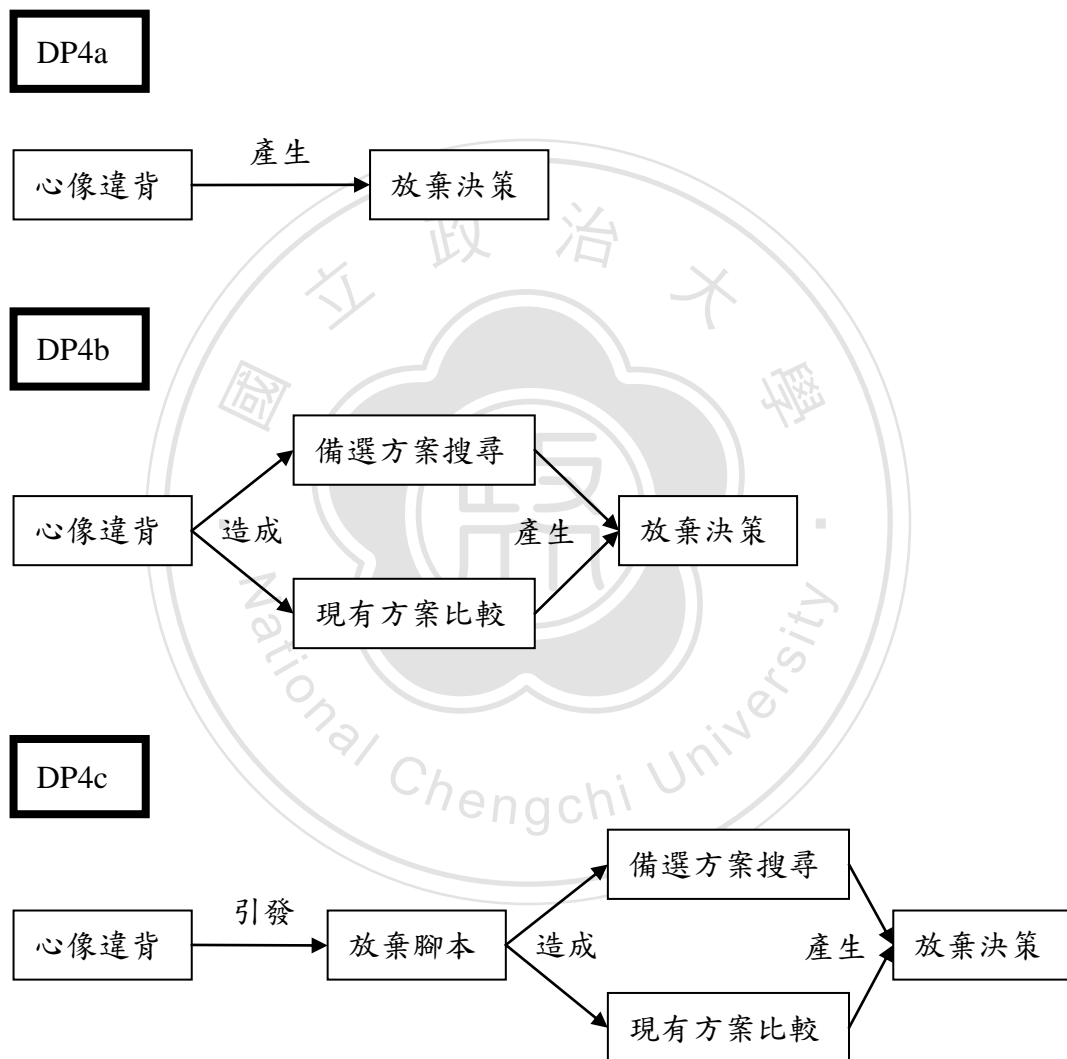 DP4a
心像違背
產生
放棄決策
DP4b
心像違背
造成
備選方案搜尋
現有方案比較
產生
放棄決策
DP4c
心像違背
引發
放棄腳本
造成
備選方案搜尋
現有方案比較
產生
放棄決策
國立政治大學
National Chengchi University